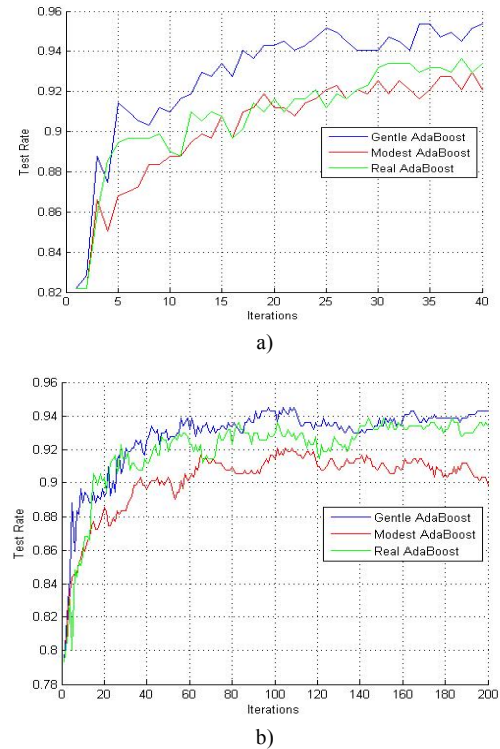 0.96
0.94
0.92
0.9
0.88
0.86
0.84
0.82
Test Rate
Gentle AdaBoost
Modest AdaBoost
Real AdaBoost
0 5 10 15 20 25 30 35 40
Iterations
a)
0.96
0.94
0.92
0.9
0.88
0.86
0.84
0.82
0.8
0.78
Test Rate
Gentle AdaBoost
Modest AdaBoost
Real AdaBoost
0 20 40 60 80 100 120 140 160 180 200
Iterations
b)